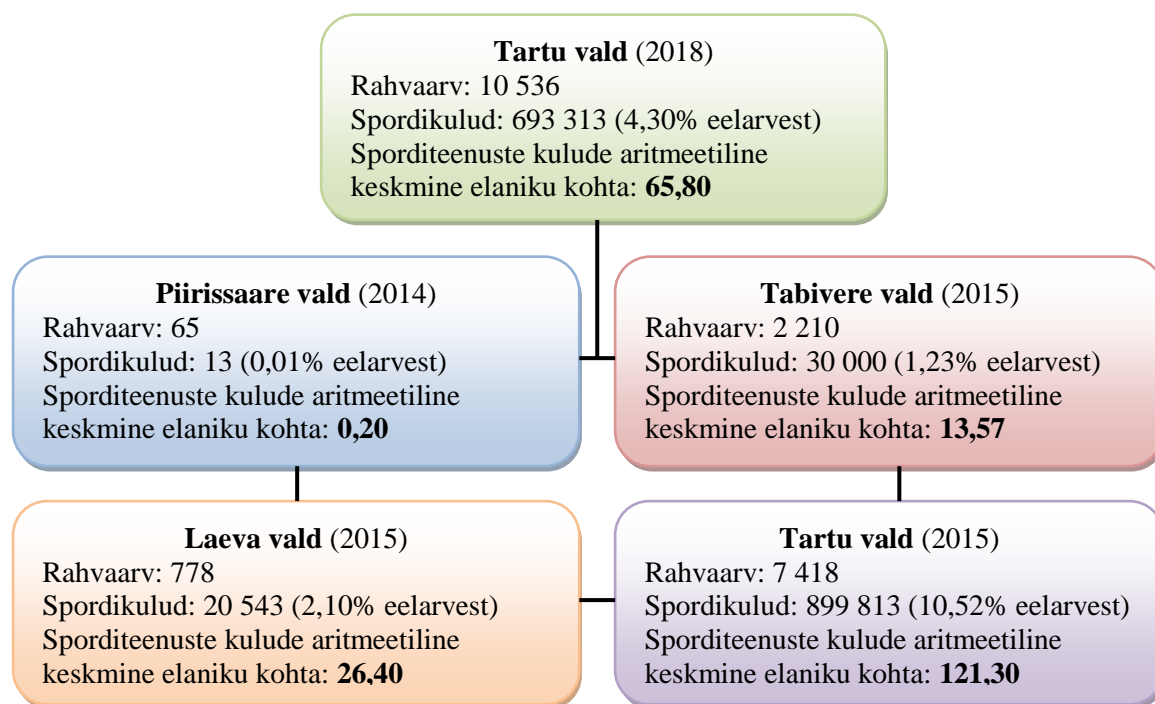 Tartu vald (2018)
Rahvaarv: 10 536
Spordikulud: 693 313 (4,30% eelarvest)
Sporditeenuste kulude aritmeetiline
keskmine elaniku kohta: 65,80
Piirissaare vald (2014)
Rahvaarv: 65
Spordikulud: 13 (0,01% eelarvest)
Sporditeenuste kulude aritmeetiline
keskmine elaniku kohta: 0,20
Tabivere vald (2015)
Rahvaarv: 2 210
Spordikulud: 30 000 (1,23% eelarvest)
Sporditeenuste kulude aritmeetiline
keskmine elaniku kohta: 13,57
Laeva vald (2015)
Rahvaarv: 778
Spordikulud: 20 543 (2,10% eelarvest)
Sporditeenuste kulude aritmeetiline
keskmine elaniku kohta: 26,40
Tartu vald (2015)
Rahvaarv: 7 418
Spordikulud: 899 813 (10,52% eelarvest)
Sporditeenuste kulude aritmeetiline
keskmine elaniku kohta: 121,30